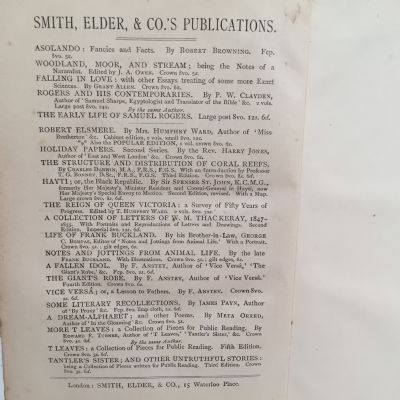 SMITH, ELDER, & CO.'S PUBLICATIONS.
ASOLANDO: Fancies and Facts. By ROBERT BROWNING. Fcp.
8vo. 5s.
WOODLAND, MOOR, AND STREAM; being the Notes of a
Naturalist. Edited by J. A. OWEN. Crown 8vo. 5s.
FALLING IN LOVE: with other Essays treating of some more Exact
Sciences. By GRANT ALLEN. Crown 8vo. 6s.
ROGERS AND HIS CONTEMPORARIES. By P. W. CLAYDEN,
Author of 'Samuel Sharpe, Egyptologist and Translator of the Bible' &c. 2 vols.
Large post 8vo. 24s.
By the same Author.
THE EARLY LIFE OF SAMUEL ROGERS. Large post 8vo. 12s. 6d.
ROBERT ELSMERE. By Mrs. HUMPHRY WARD, Author of 'Miss
Bretherton' &c. Cabinet edition, 2 vols. small 8vo. 12s.
Also the POPULAR EDITION, 1 vol. crown 8vo. 6s.
HOLIDAY PAPERS. Second Series. By the Rev. HARRY JONES,
Author of 'East and West London' &c. Crown 8vo. 6s.
THE STRUCTURE AND DISTRIBUTION OF CORAL REEFS,
By CHARLES DARWIN, M.A., F.R.S., F.G.S. With an Introduction by Professor
T. G. BONNEY, D.Sc., F.R.S., F.G.S. Third Edition. Crown 8vo. 8s. 6d.
HAYTI; or, the Black Republic. By Sir SPENSER ST. JOHN, K.C.M.G.,
formerly Her Majesty's Minister Resident and Consul-General in Hayti, now
Her Majesty's Special Envoy to Mexico. Second Edition, revised. With a Map.
Large crown 8vo. 8s. 6d.
THE REIGN OF QUEEN VICTORIA: a Survey of Fifty Years of
Progress. Edited by T. HUMPHRY WARD. 2 vols. 8vo. 32s.
A COLLECTION OF LETTERS OF W. M. THACKERAY, 1847-
1855. With Portraits and Reproductions of Letters and Drawings. Second
Edition. Imperial 8vo. 12s. 6d.
LIFE OF FRANK BUCKLAND. By his Brother-in-Law, GEORGE
C. BOMPAS, Editor of 'Notes and Jottings from Animal Life.' With a Portrait.
Crown 8vo. 5s.; gilt edges, 6s.
NOTES AND JOTTINGS FROM ANIMAL LIFE. By the late
FRANK BUCKLAND. With Illustrations. Crown 8vo. 5s.; gilt edges, 6s.
A FALLEN IDOL. By F. ANSTEY, Author of 'Vice Versâ,' 'The
Giant's Robe,' &c. Fcp. 8vo. 2s. 6d.
THE GIANT'S ROBE. By F. ANSTEY, Author of 'Vice Versâ.'
Fourth Edition. Crown 8vo. 6s.
VICE VERSÂ; or, a Lesson to Fathers. By F. ANSTEY. Crown 8vo.
2s. 6d.
SOME LITERARY RECOLLECTIONS. By JAMES PAYN, Author
of 'By Proxy' &c. Fcp. 8vo. limp cloth, 2s. 6d.
A DREAM-ALPHABET; and other Poems. By META ORRED,
Author of 'In the Gloaming' &c. Crown 8vo. 5s.
MORE T LEAVES: a Collection of Pieces for Public Reading. By
EDWARD F. TURNER, Author of 'T Leaves,' 'Tantler's Sister,' &c. Crown
8vo. 3s. 6d.
By the same Author.
T LEAVES: a Collection of Pieces for Public Reading. Fifth Edition.
Crown 8vo. 3s. 6d.
TANTLER'S SISTER; AND OTHER UNTRUTHFUL STORIES:
being a Collection of Pieces written for Public Reading. Third Edition. Crown
8vo. 3s. 6d.
London: SMITH, ELDER, & CO., 15 Waterloo Place.